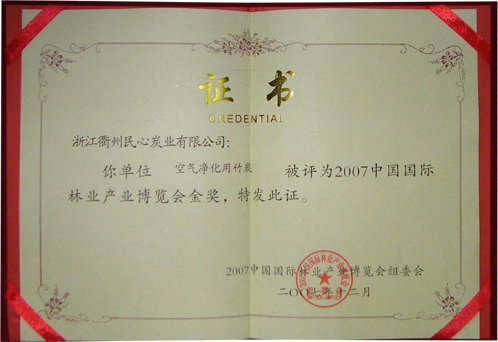 证书
CREDENTIAL
浙江衢州民心炭业有限公司:
你单位 空气净化用竹炭 被评为2007中国国际
林业产业博览会金奖，特发此证。
2007中国国际林业产业博览会组委会
二〇〇七年十二月